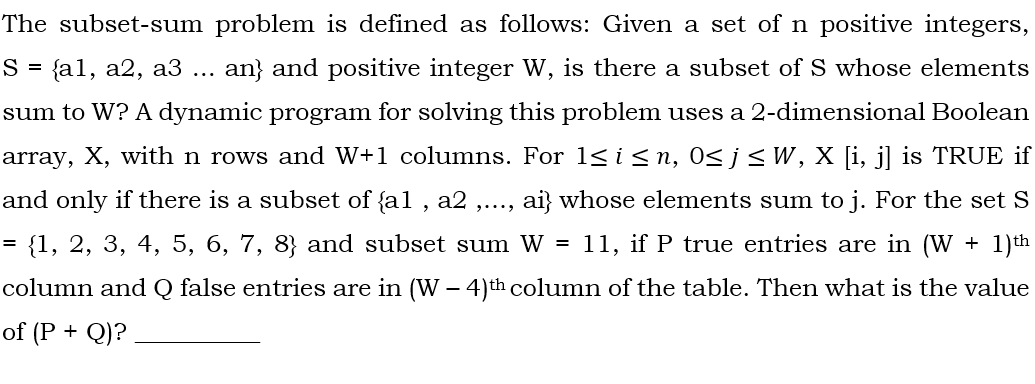 The subset-sum problem is defined as follows: Given a set of n positive integers,
S = {a1, a2, a3 ... an} and positive integer W, is there a subset of S whose elements
sum to W? A dynamic program for solving this problem uses a 2-dimensional Boolean
array, X, with n rows and W+1 columns. For 1≤ i ≤ n, 0≤ j ≤ W, X [i, j] is TRUE if
and only if there is a subset of {a1 , a2 ,..., ai} whose elements sum to j. For the set S
= {1, 2, 3, 4, 5, 6, 7, 8} and subset sum W = 11, if P true entries are in (W + 1)th
column and Q false entries are in (W – 4)th column of the table. Then what is the value
of (P + Q)? __________